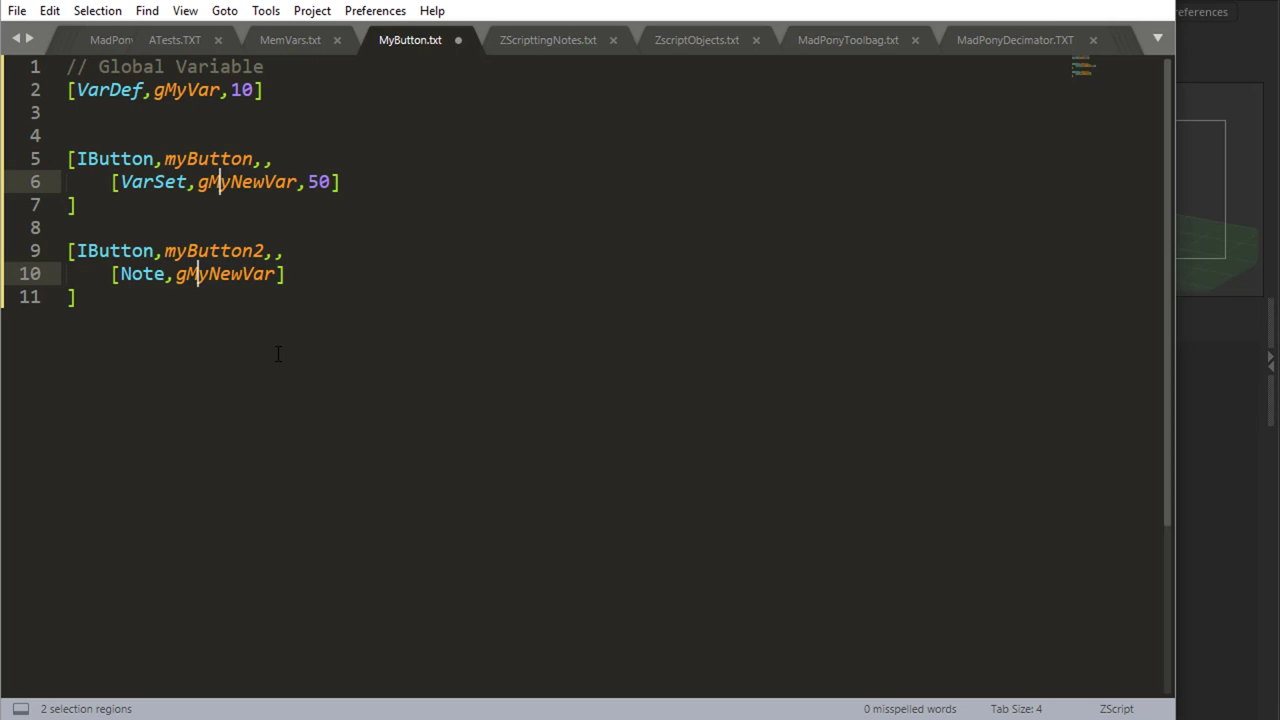 File Edit Selection Find View Goto Tools Project Preferences Help
references
MadPon ATests.TXT MemVars.txt MyButton.txt ZScripttingNotes.txt ZscriptObjects.txt MadPonyToolbag.txt MadPonyDecimator.TXT
1 // Global Variable
2 [VarDef,gMyVar,10]
3
4
5 [IButton,myButton,,
6 [VarSet,gMyNewVar,50]
7 ]
8
9 [IButton,myButton2,,
10 [Note,gMyNewVar]
11 ]
2 selection regions 0 misspelled words Tab Size: 4 ZScript